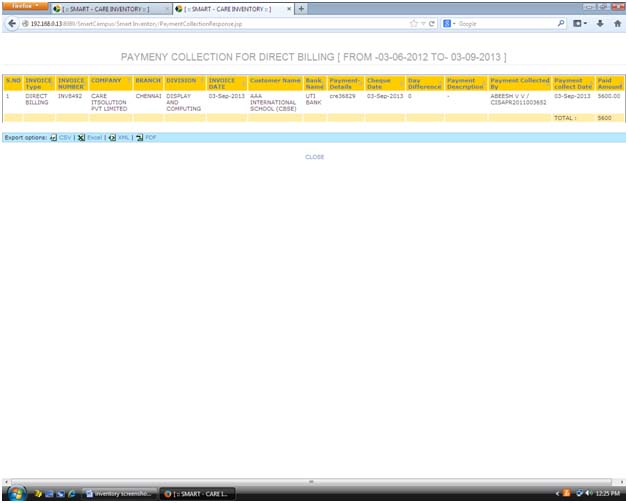 Firefox
[ :: SMART - CARE INVENTORY :: ] × [ :: SMART - CARE INVENTORY :: ] × +
192.168.0.13:8080/SmartCampus/Smart Inventory/PaymentCollectionResponse.jsp Google
PAYMENY COLLECTION FOR DIRECT BILLING [ FROM -03-06-2012 TO- 03-09-2013 ]
S.NO INVOICE Type INVOICE NUMBER COMPANY BRANCH DIVISION INVOICE DATE Customer Name Bank Name Payment-Details Cheque Date Day Difference Payment Description Payment Collected By Payment collect Date Paid Amount
1 DIRECT BILLING INV8492 CARE ITSOLUTION PVT LIMITED CHENNAI DISPLAY AND COMPUTING 03-Sep-2013 AAA INTERNATIONAL SCHOOL (CBSE) UTI BANK cre36829 03-Sep-2013 0 - ABEESH V V / CISAPR2011003652 03-Sep-2013 5600.00
TOTAL : 5600
Export options: CSV | Excel | XML | PDF
CLOSE
inventory screensho... [ :: SMART - CARE I... 12:25 PM